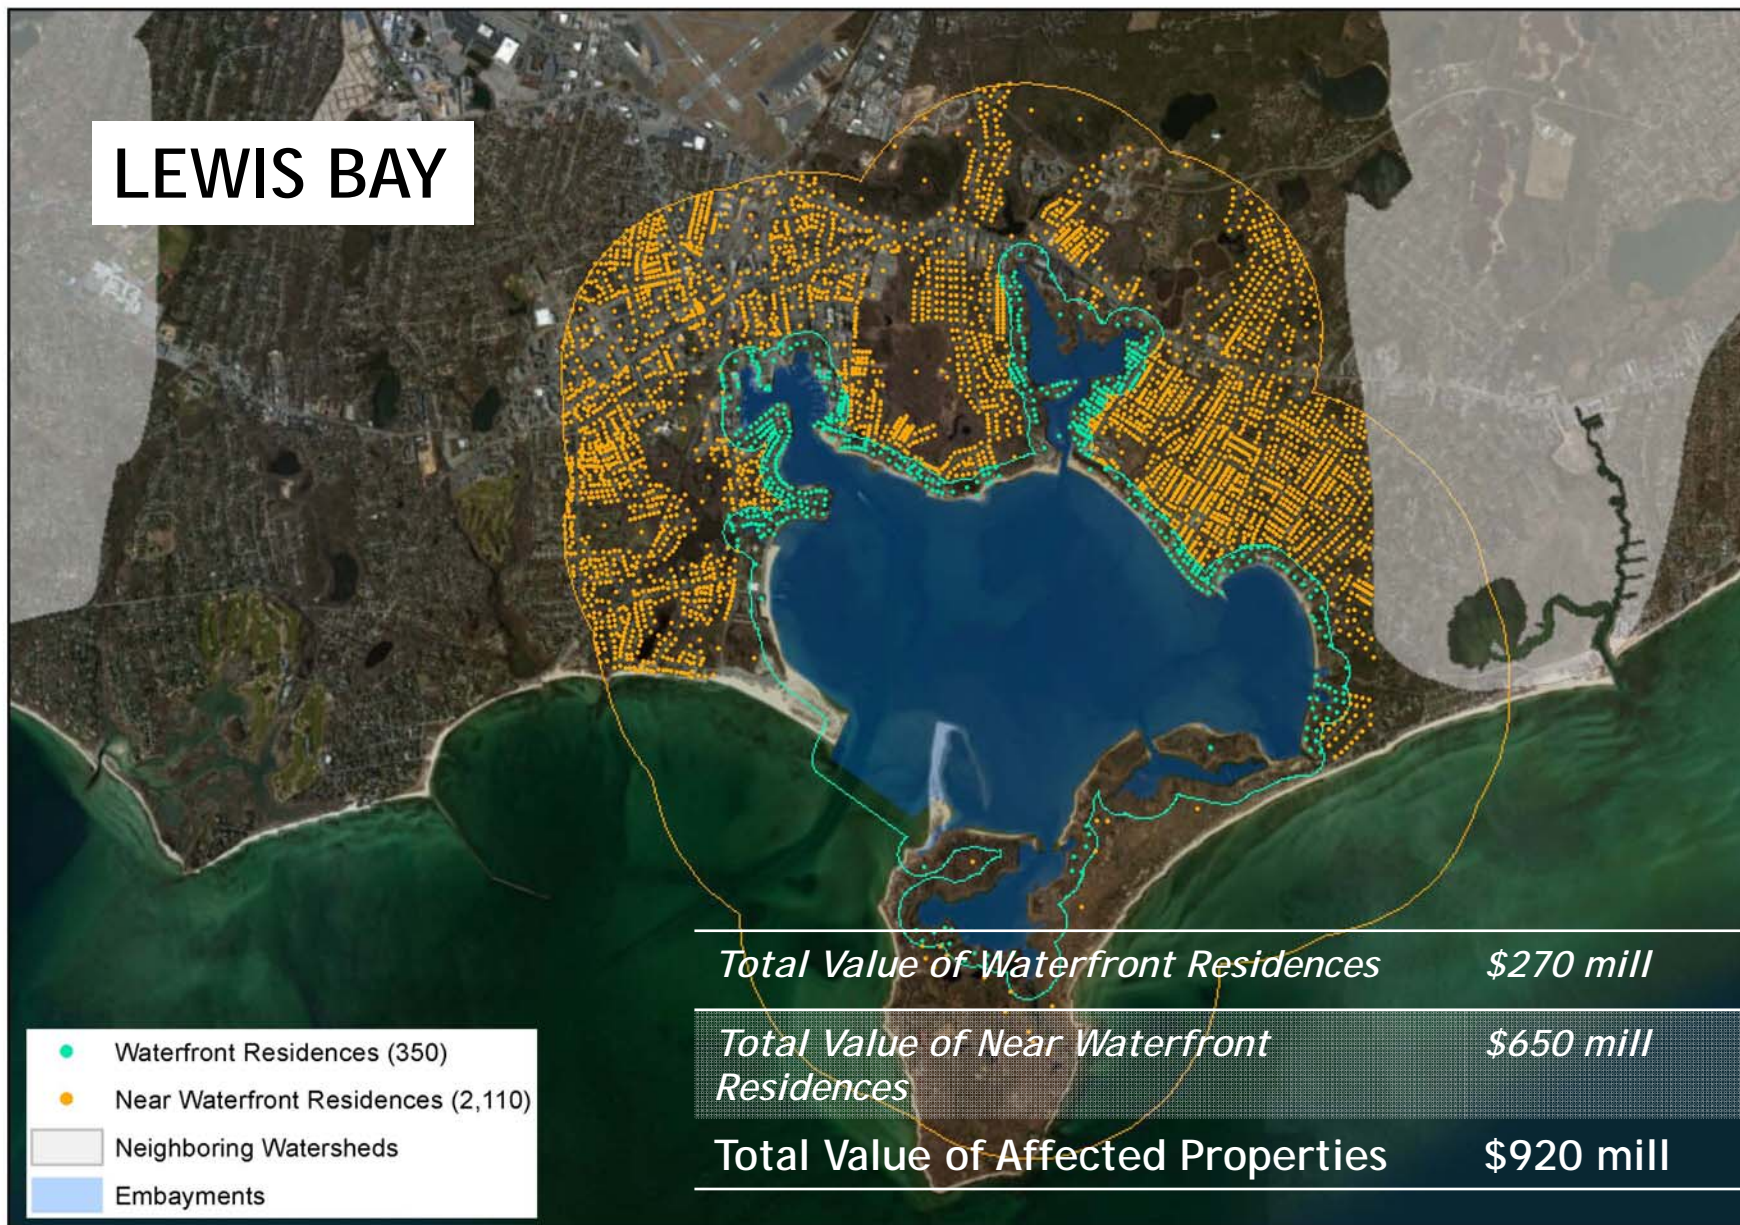 LEWIS BAY
Total Value of Waterfront Residences $270 mill
Total Value of Near Waterfront $650 mill
Residences
Total Value of Affected Properties $920 mill
Waterfront Residences (350)
Near Waterfront Residences (2,110)
Neighboring Watersheds
Embayments